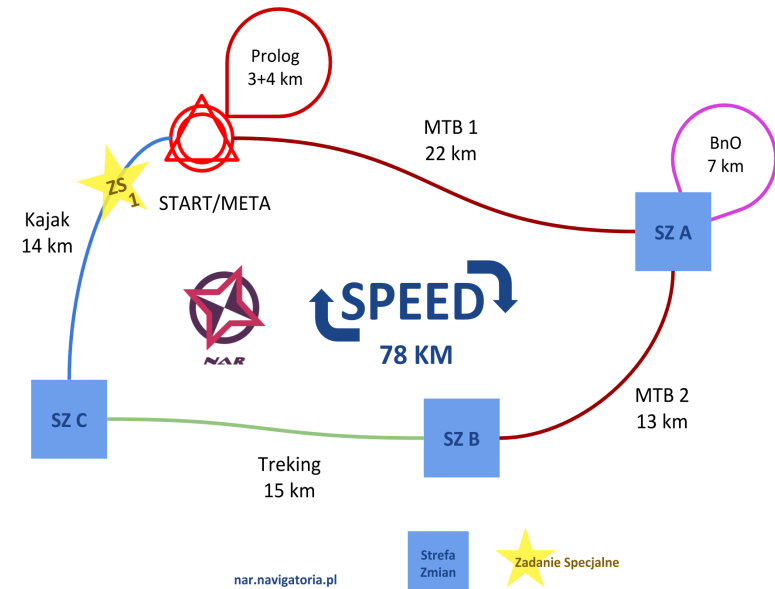 Prolog
3+4 km
MTB 1
22 km
BnO
7 km
ZS
1
START/META
Kajak
14 km
SZ A
SPEED
78 KM
NAR
MTB 2
13 km
SZ C
SZ B
Treking
15 km
Strefa
Zmian
Zadanie Specjalne
nar.navigatoria.pl